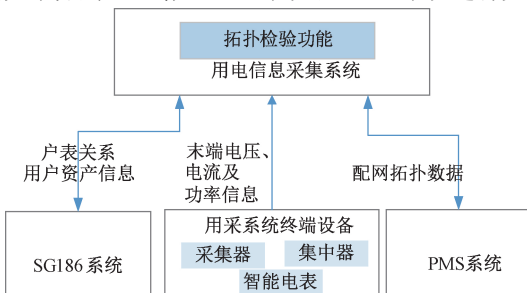 拓扑检验功能
用电信息采集系统
户表关系
用户资产信息
末端电压、
电流及
功率信息
配网拓扑数据
SG186系统
用采系统终端设备
采集器
集中器
智能电表
PMS系统